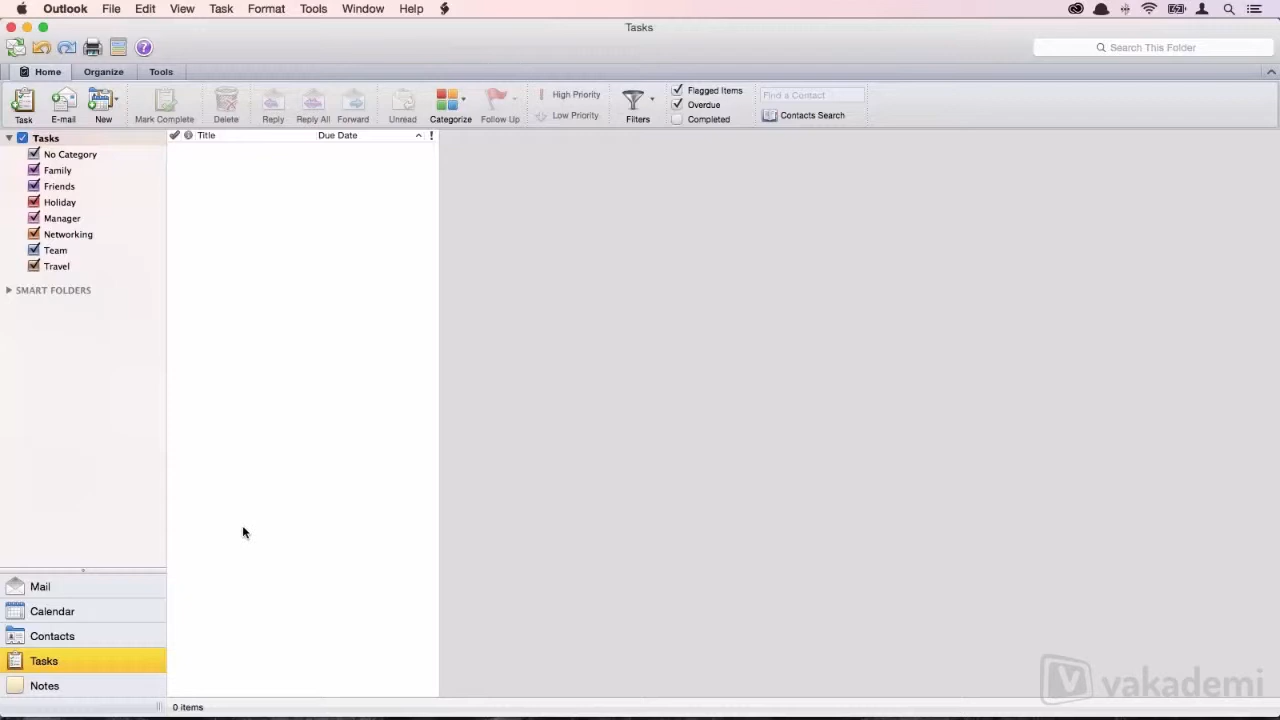 Outlook File Edit View Task Format Tools Window Help
Tasks
Search This Folder
Home Organize Tools
Task E-mail New Mark Complete Delete Reply Reply All Forward Unread Categorize Follow Up
High Priority
Low Priority
Filters
Flagged Items
Overdue
Completed
Find a Contact
Contacts Search
Tasks
No Category
Family
Friends
Holiday
Manager
Networking
Team
Travel
SMART FOLDERS
Title Due Date !
Mail
Calendar
Contacts
Tasks
Notes
0 items
vakademi